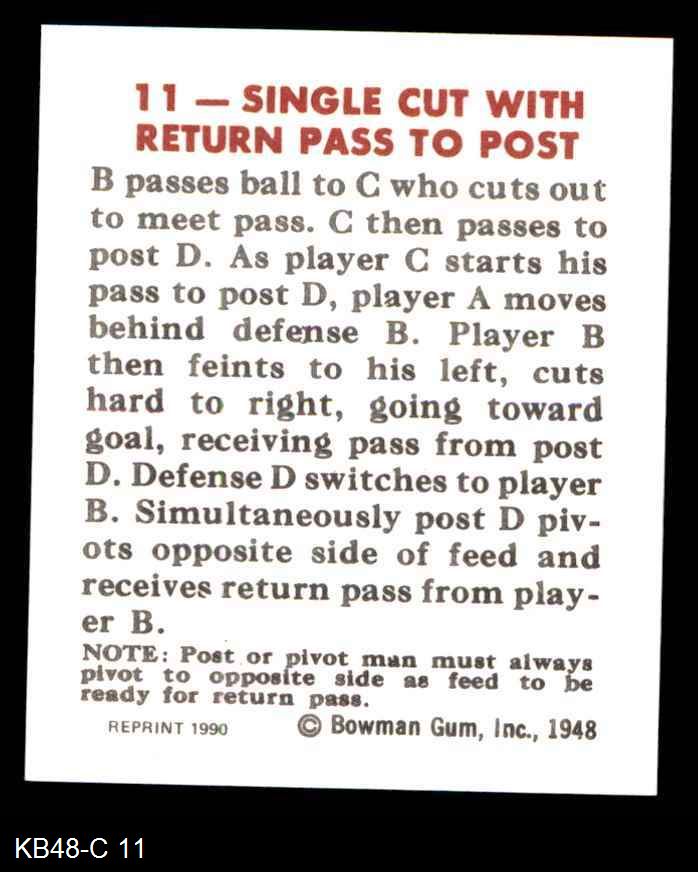 11 — SINGLE CUT WITH
RETURN PASS TO POST
B passes ball to C who cuts out
to meet pass. C then passes to
post D. As player C starts his
pass to post D, player A moves
behind defense B. Player B
then feints to his left, cuts
hard to right, going toward
goal, receiving pass from post
D. Defense D switches to player
B. Simultaneously post D piv-
ots opposite side of feed and
receives return pass from play-
er B.
NOTE: Post or pivot man must always
pivot to opposite side as feed to be
ready for return pass.
REPRINT 1990 © Bowman Gum, Inc., 1948
KB48-C 11